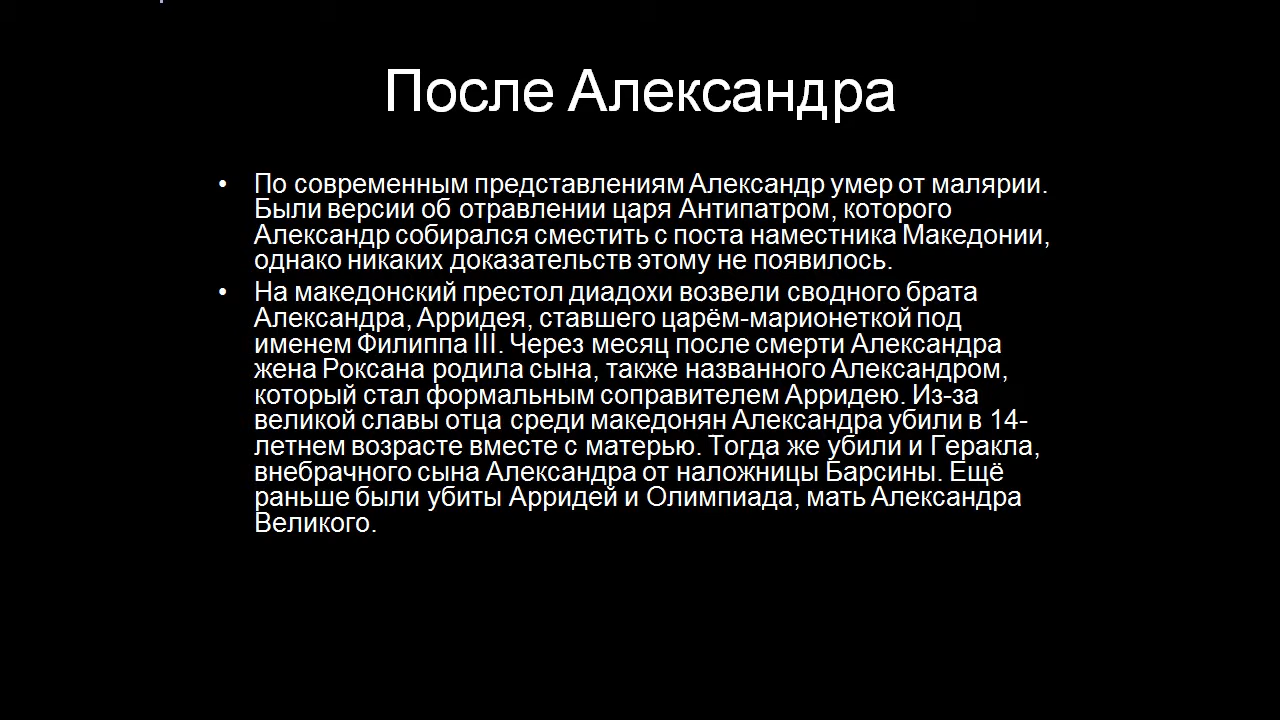 После Александра
• По современным представлениям Александр умер от малярии.
Были версии об отравлении царя Антипатром, которого
Александр собирался сместить с поста наместника Македонии,
однако никаких доказательств этому не появилось.
• На македонский престол диадохи возвели сводного брата
Александра, Арридея, ставшего царём-марионеткой под
именем Филиппа III. Через месяц после смерти Александра
жена Роксана родила сына, также названного Александром,
который стал формальным соправителем Арридею. Из-за
великой славы отца среди македонян Александра убили в 14-
летнем возрасте вместе с матерью. Тогда же убили и Геракла,
внебрачного сына Александра от наложницы Барсины. Ещё
раньше были убиты Арридей и Олимпиада, мать Александра
Великого.